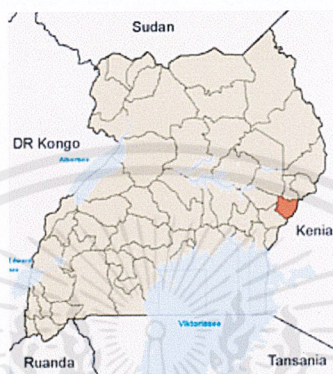 Sudan
DR Kongo
Albertsee
Kenia
Viktoriasee
Ruanda
Tansania